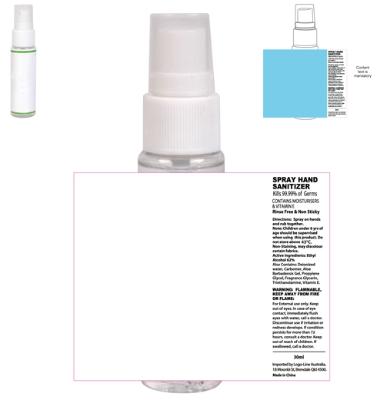 SPRAY HAND
SANITIZER
Kills 99.99% of Germs
CONTAINS MOISTURISERS
& VITAMIN E
Rinse Free & Non Sticky
Directions: Spray on hands
and rub together.
Note: Children under 6 yrs of
age should be supervised
when using this product. Do
not store above 42°C.
Non-Staining, may discolour
certain fabrics.
Active Ingredients: Ethyl
Alcohol 62%
Also Contains: Deionized
water, Carbomer, Aloe
Barbadensis Gel, Propylene
Glycol, Fragrance Glycerin,
Triethanolamine, Vitamin E.
WARNING: FLAMMABLE,
KEEP AWAY FROM FIRE
OR FLAME:
For External use only. Keep
out of eyes. In case of eye
contact, immediately flush
eyes with water, call a doctor.
Discontinue use if irritation or
redness develops. If condition
persists for more than 72
hours, consult a doctor. Keep
out of reach of children. If
swallowed, call a doctor.
30ml
Imported by Logo-Line Australia.
Made in China
SPRAY HAND
SANITIZER
Content
text is
mandatory